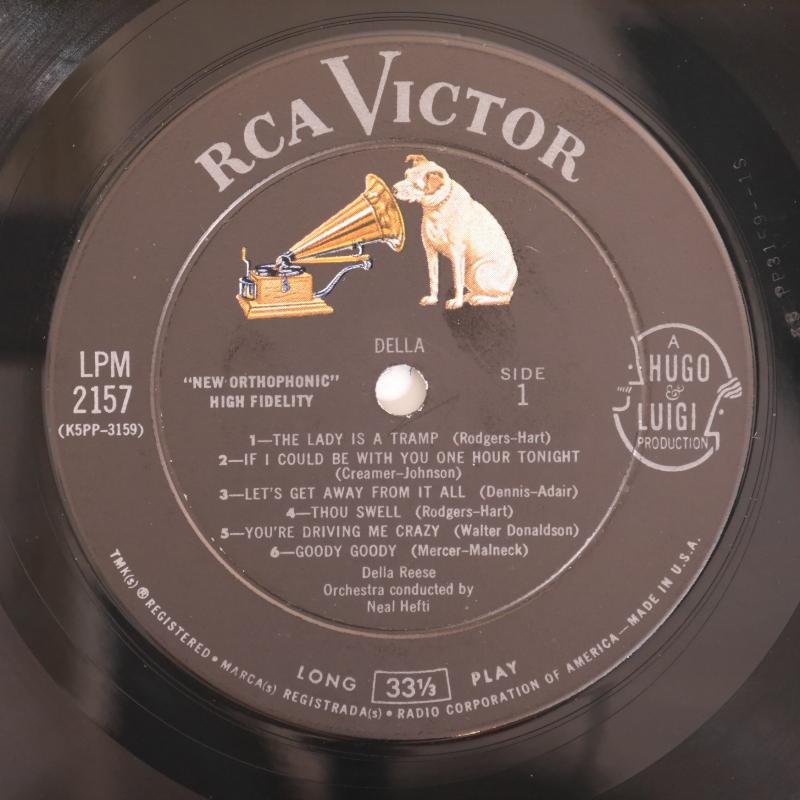 RCA VICTOR
DELLA
LPM
2157
(K5PP-3159)
"NEW ORTHOPHONIC"
HIGH FIDELITY
SIDE
1
A
HUGO
&
LUIGI
PRODUCTION
1—THE LADY IS A TRAMP (Rodgers-Hart)
2—IF I COULD BE WITH YOU ONE HOUR TONIGHT
(Creamer-Johnson)
3—LET'S GET AWAY FROM IT ALL (Dennis-Adair)
4—THOU SWELL (Rodgers-Hart)
5—YOU'RE DRIVING ME CRAZY (Walter Donaldson)
6—GOODY GOODY (Mercer-Malneck)
Della Reese
Orchestra conducted by
Neal Hefti
LONG 33⅓ PLAY
TMK(s) ® REGISTERED • MARCA(s) REGISTRADA(s) • RADIO CORPORATION OF AMERICA—MADE IN U.S.A.